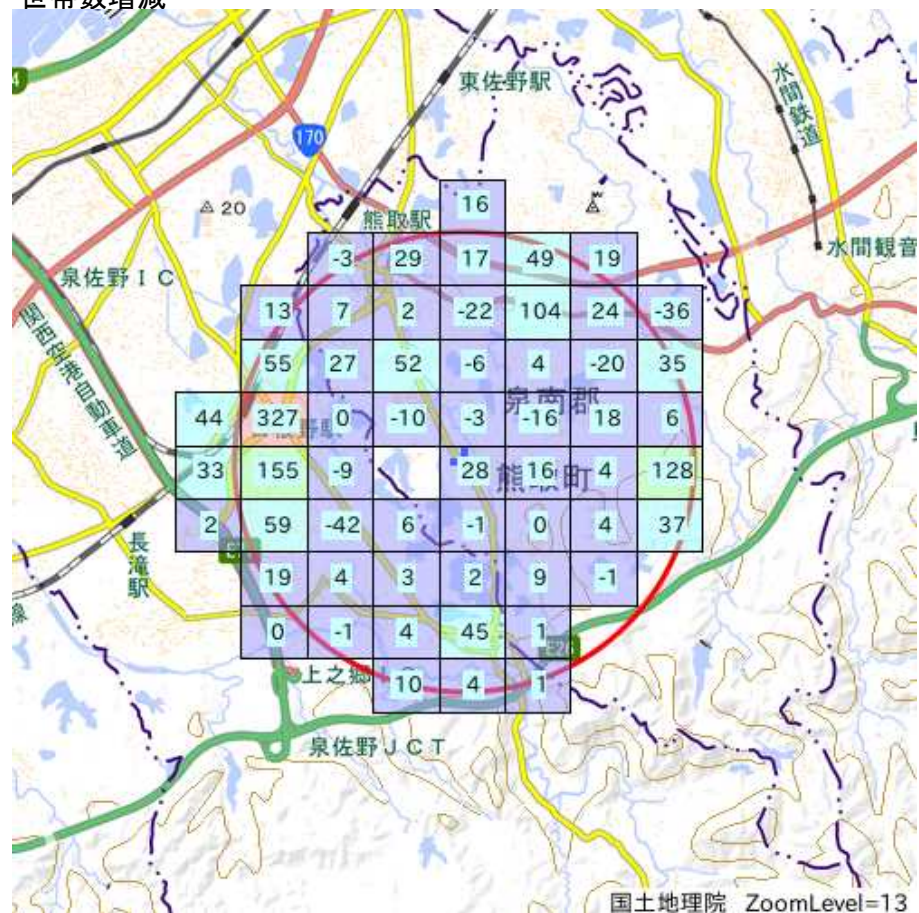 世帯数増減
4
東佐野駅
水間鉄道
170
20
熊取駅
16
水間観音
-3 29 17 49 19
泉佐野IC
13 7 2 -22 104 24 -36
関西空港自動車道
55 27 52 -6 4 -20 35
泉南郡
44 327 0 -10 -3 -16 18 6
熊取町
33 155 -9 28 16 4 128
2 59 -42 6 -1 0 4 37
長滝駅
線
19 4 3 2 9 -1
0 -1 4 45 1
上之郷IC
10 4 1
泉佐野JCT
国土地理院 ZoomLevel=13